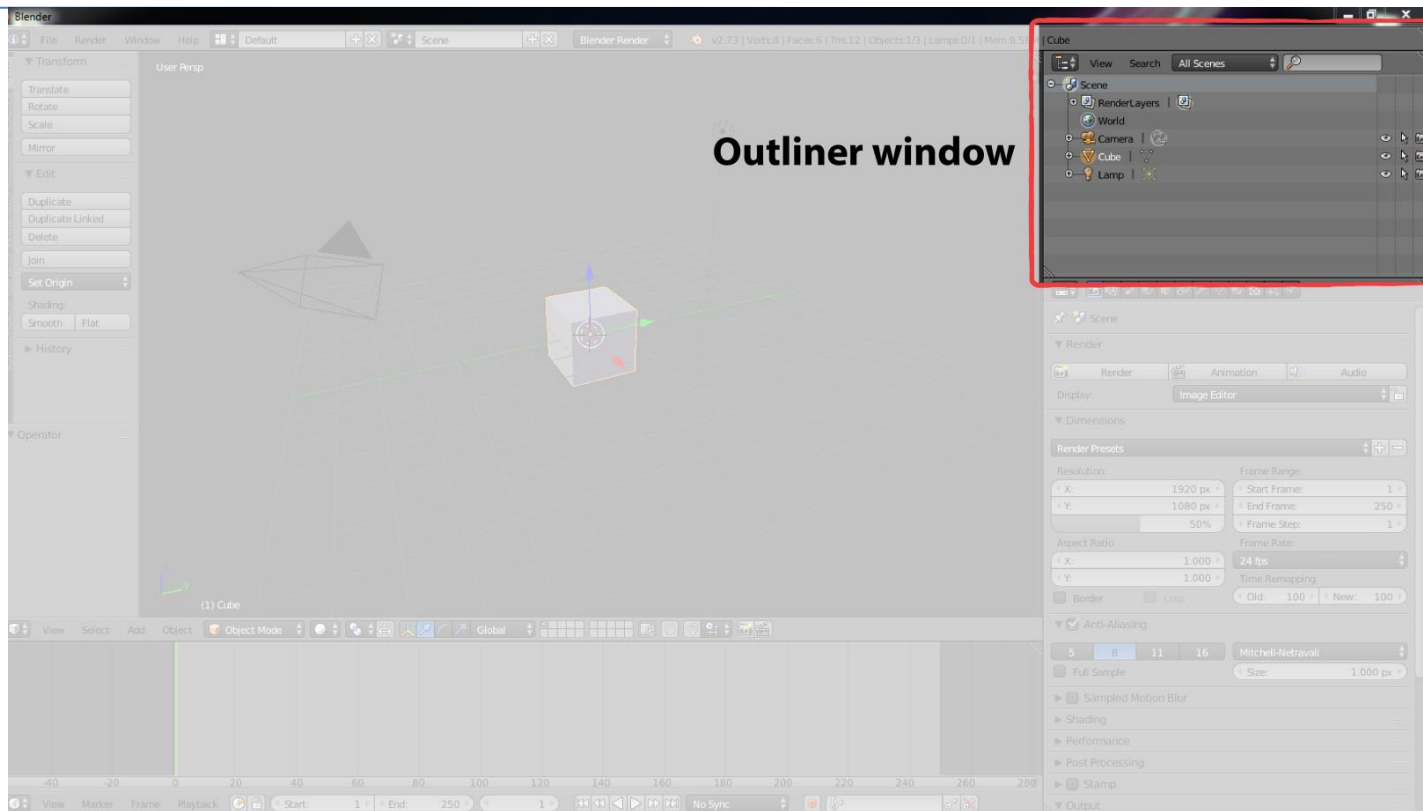 Blender
File Render Window Help Default Scene Blender Render v2.73 | Verts:8 | Faces:6 | Tris:12 | Objects:1/3 | Lamps:0/1 | Mem:8.5 | Cube
Transform
User Persp
Translate
Rotate
Scale
Mirror
Edit
Duplicate
Duplicate Linked
Delete
Join
Set Origin
Shading:
Smooth Flat
History
Operator
Outliner window
(1) Cube
View Search All Scenes
Scene
RenderLayers |
World
Camera |
Cube |
Lamp |
Scene
Render
Render Animation Audio
Display: Image Editor
Dimensions
Render Presets
Resolution: Frame Range:
X: 1920 px Start Frame: 1
Y: 1080 px End Frame: 250
50% Frame Step: 1
Aspect Ratio: Frame Rate:
X: 1.000 24 fps
Y: 1.000 Time Remapping:
Border Crop Old: 100 New: 100
Anti-Aliasing
5 8 11 16 Mitchell-Netravali
Full Sample Size: 1.000 px
Sampled Motion Blur
Shading
Performance
Post Processing
Stamp
Output
View Select Add Object Object Mode Global
-40 -20 0 20 40 60 80 100 120 140 160 180 200 220 240 260 280
View Marker Frame Playback Start: 1 End: 250 1 No Sync